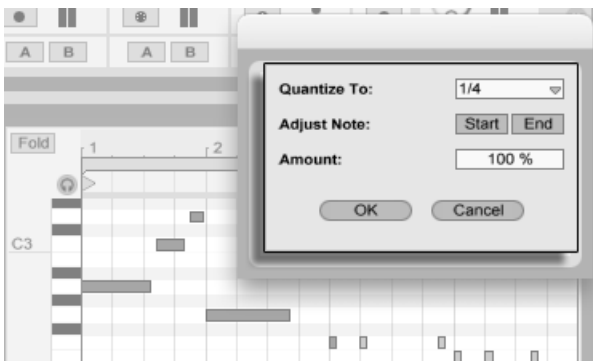 A B A B
Quantize To: 1/4
Adjust Note: Start End
Amount: 100 %
OK Cancel
Fold 1 2
C3